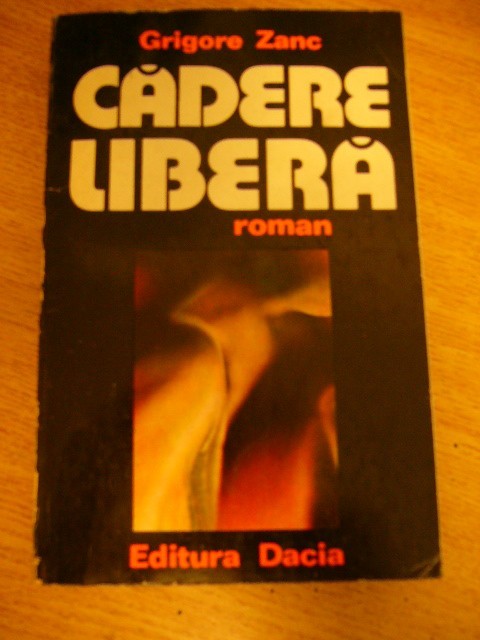 Grigore Zanc
CĂDERE
LIBERĂ
roman
Editura Dacia